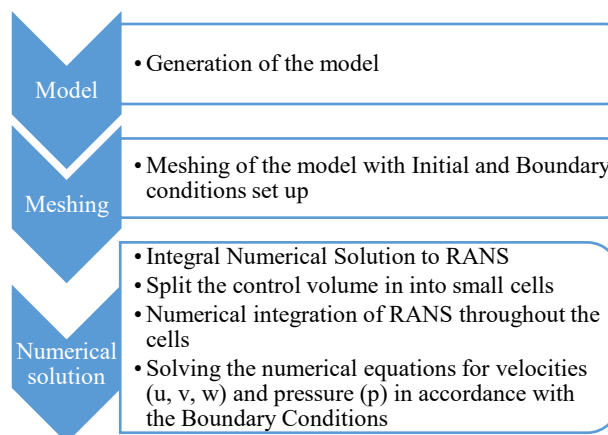 Model
• Generation of the model
Meshing
• Meshing of the model with Initial and Boundary
conditions set up
Numerical
solution
• Integral Numerical Solution to RANS
• Split the control volume in into small cells
• Numerical integration of RANS throughout the
cells
• Solving the numerical equations for velocities
(u, v, w) and pressure (p) in accordance with
the Boundary Conditions